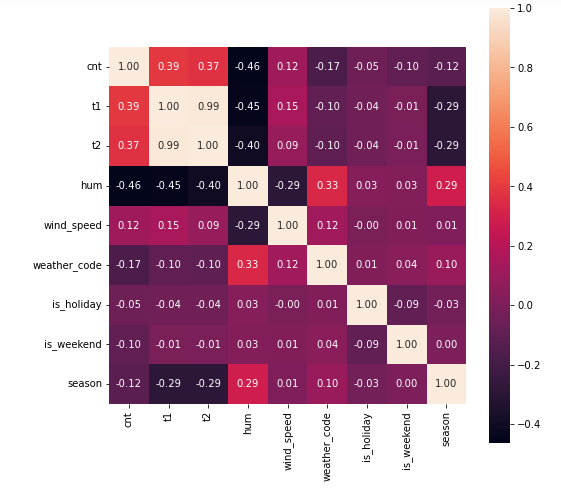 cnt 1.00 0.39 0.37 -0.46 0.12 -0.17 -0.05 -0.10 -0.12
t1 0.39 1.00 0.99 -0.45 0.15 -0.10 -0.04 -0.01 -0.29
t2 0.37 0.99 1.00 -0.40 0.09 -0.10 -0.04 -0.01 -0.29
hum -0.46 -0.45 -0.40 1.00 -0.29 0.33 0.03 0.03 0.29
wind_speed 0.12 0.15 0.09 -0.29 1.00 0.12 -0.00 0.01 0.01
weather_code -0.17 -0.10 -0.10 0.33 0.12 1.00 0.01 0.04 0.10
is_holiday -0.05 -0.04 -0.04 0.03 -0.00 0.01 1.00 -0.09 -0.03
is_weekend -0.10 -0.01 -0.01 0.03 0.01 0.04 -0.09 1.00 0.00
season -0.12 -0.29 -0.29 0.29 0.01 0.10 -0.03 0.00 1.00
cnt t1 t2 hum wind_speed weather_code is_holiday is_weekend season
1.0
0.8
0.6
0.4
0.2
0.0
-0.2
-0.4